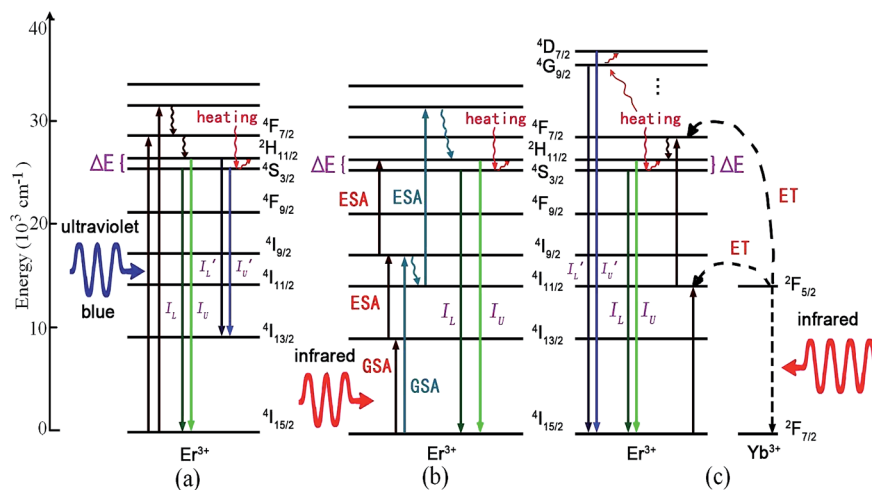 Energy (10³ cm⁻¹)
40
30
20
10
0
ultraviolet
blue
heating
ΔE {
⁴F₇/₂
²H₁₁/₂
⁴S₃/₂
⁴F₉/₂
⁴I₉/₂
⁴I₁₁/₂
⁴I₁₃/₂
⁴I₁₅/₂
I_L
I_U
I_L'
I_U'
Er³⁺
(a)
infrared
heating
ΔE {
ESA
ESA
ESA
GSA
GSA
⁴F₇/₂
²H₁₁/₂
⁴S₃/₂
⁴F₉/₂
⁴I₉/₂
⁴I₁₁/₂
⁴I₁₃/₂
⁴I₁₅/₂
I_L
I_U
Er³⁺
(b)
⁴D₇/₂
⁴G₉/₂
...
heating
} ΔE
ET
ET
I_L'
I_U'
I_L
I_U
²F₅/₂
infrared
²F₇/₂
Er³⁺
Yb³⁺
(c)